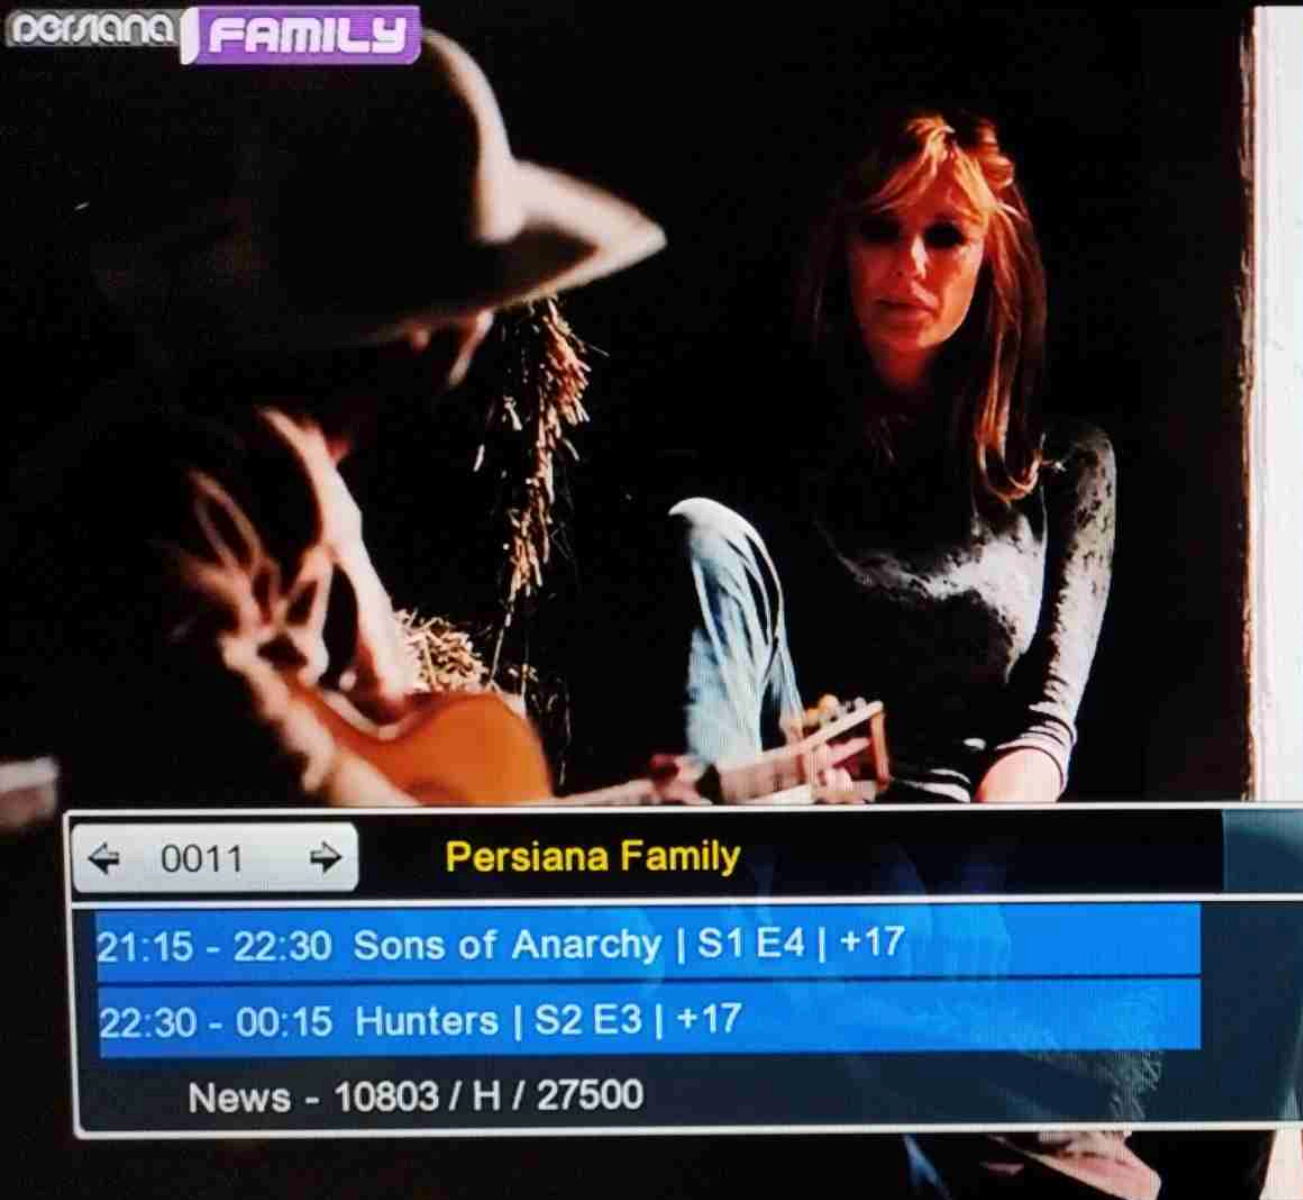 persiana FAMILY
0011 Persiana Family
21:15 - 22:30 Sons of Anarchy | S1 E4 | +17
22:30 - 00:15 Hunters | S2 E3 | +17
News - 10803 / H / 27500